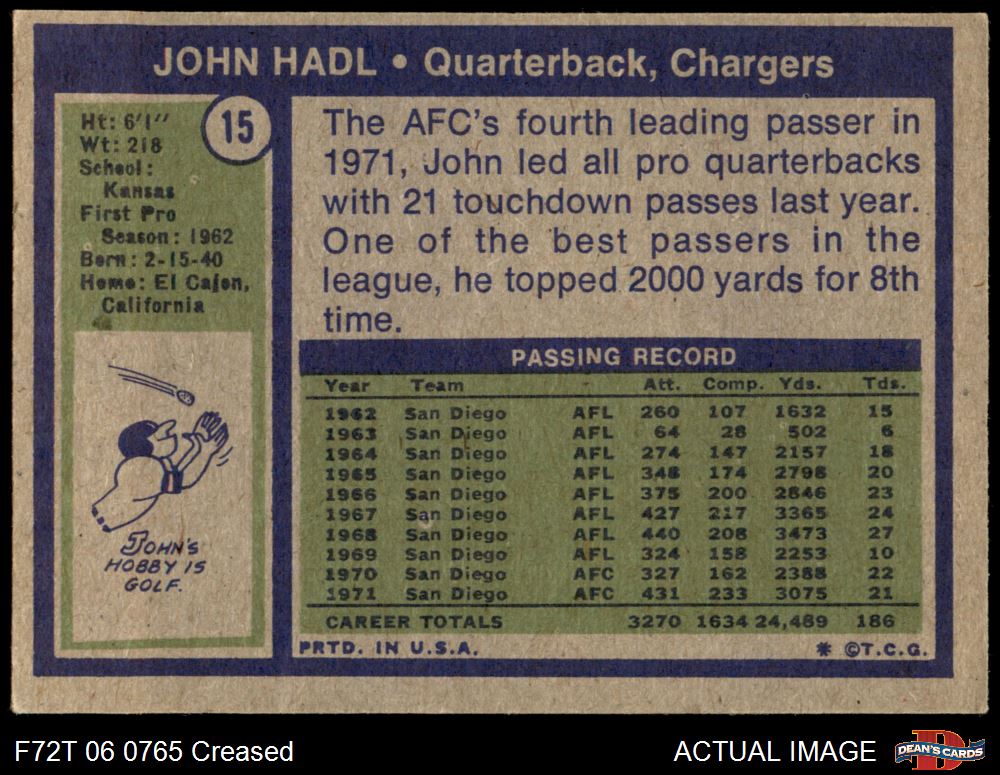 JOHN HADL • Quarterback, Chargers
15
Ht: 6'1''
Wt: 218
School:
Kansas
First Pro
Season: 1962
Born: 2-15-40
Home: El Cajon,
California
JOHN'S
HOBBY IS
GOLF.
The AFC's fourth leading passer in
1971, John led all pro quarterbacks
with 21 touchdown passes last year.
One of the best passers in the
league, he topped 2000 yards for 8th
time.
PASSING RECORD
Year Team Att. Comp. Yds. Tds.
1962 San Diego AFL 260 107 1632 15
1963 San Diego AFL 64 28 502 6
1964 San Diego AFL 274 147 2157 18
1965 San Diego AFL 348 174 2798 20
1966 San Diego AFL 375 200 2846 23
1967 San Diego AFL 427 217 3365 24
1968 San Diego AFL 440 208 3473 27
1969 San Diego AFL 324 158 2253 10
1970 San Diego AFC 327 162 2388 22
1971 San Diego AFC 431 233 3075 21
CAREER TOTALS 3270 1634 24,489 186
PRTD. IN U.S.A. * ©T.C.G.
F72T 06 0765 Creased
ACTUAL IMAGE
D
DEAN'S CARDS